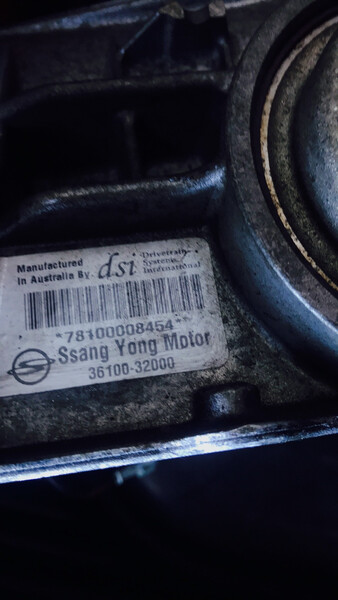 Manufactured
In Australia By
dsi
Drivetrain
Systems
International
*78100008454*
Ssang Yong Motor
36100-32000